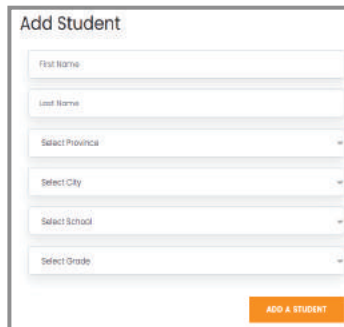 Add Student
First Name
Last Name
Select Province
Select City
Select School
Select Grade
ADD A STUDENT